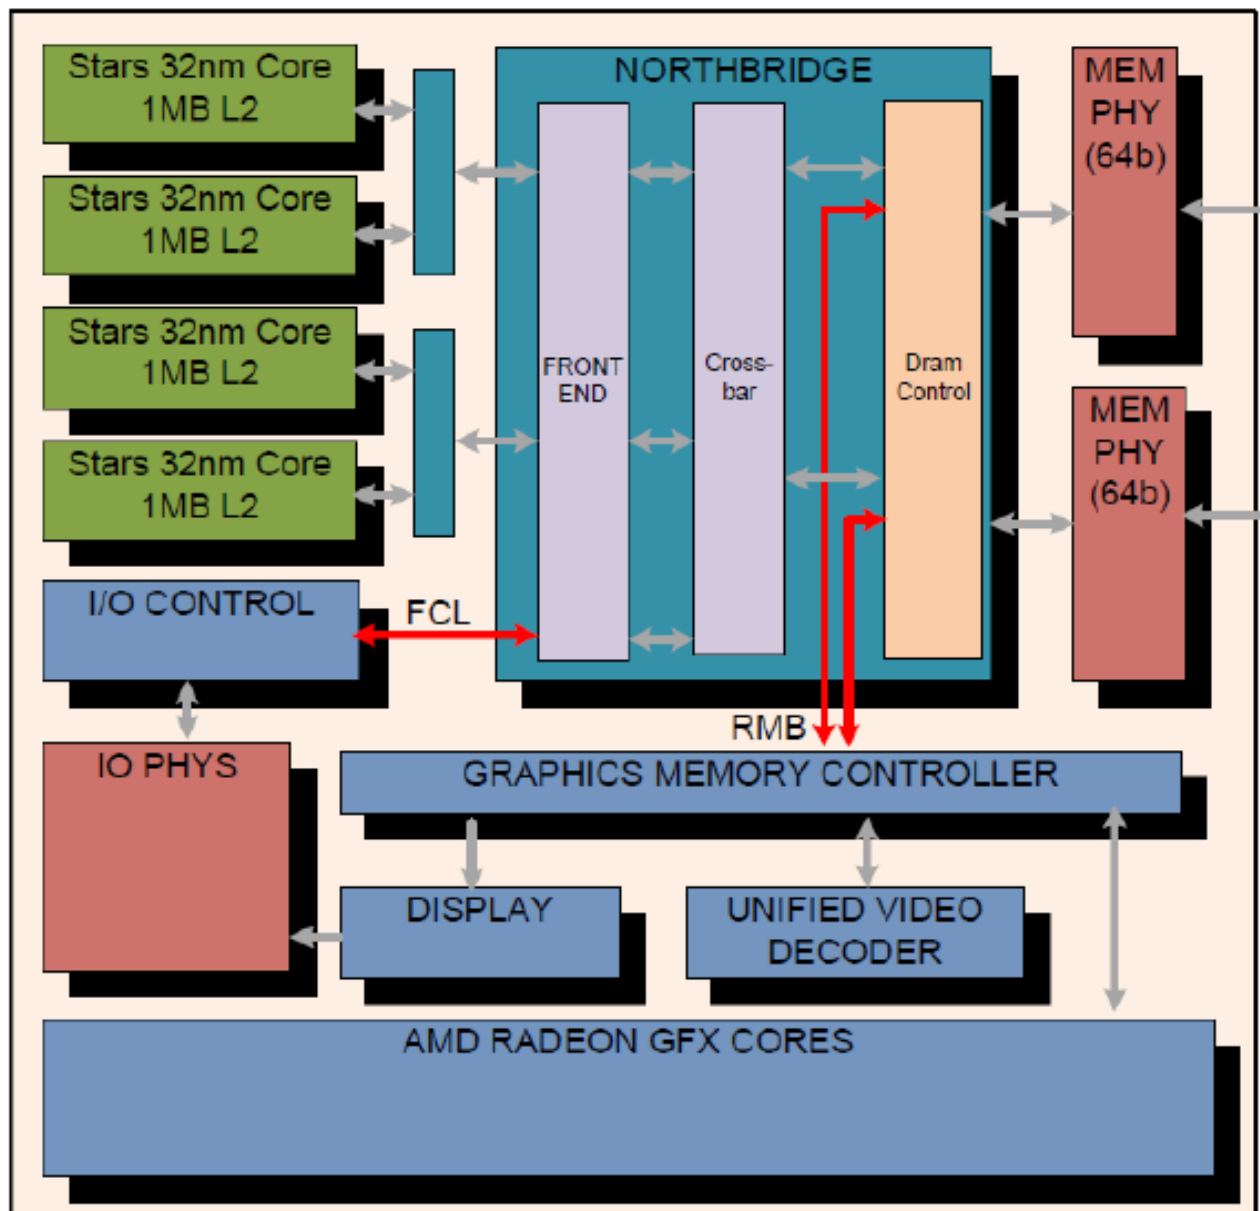 Stars 32nm Core
1MB L2
Stars 32nm Core
1MB L2
Stars 32nm Core
1MB L2
Stars 32nm Core
1MB L2
I/O CONTROL
FCL
NORTHBRIDGE
FRONT
END
Cross-
bar
Dram
Control
MEM
PHY
(64b)
MEM
PHY
(64b)
RMB
IO PHYS
GRAPHICS MEMORY CONTROLLER
DISPLAY
UNIFIED VIDEO
DECODER
AMD RADEON GFX CORES